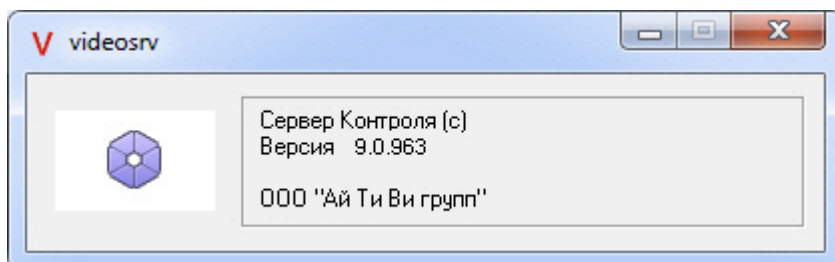 videosrv
Сервер Контроля (с)
Версия 9.0.963
ООО "Ай Ти Ви групп"